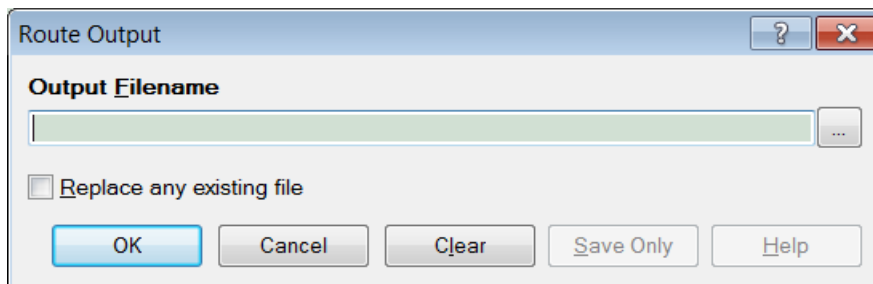 Route Output
Output Filename
...
Replace any existing file
OK Cancel Clear Save Only Help